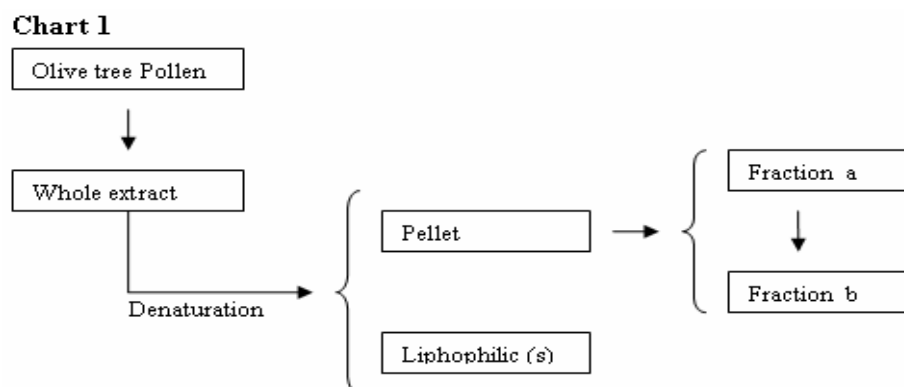 Chart 1
Olive tree Pollen
Whole extract
Denaturation
Pellet
Liphophilic (s)
Fraction a
Fraction b